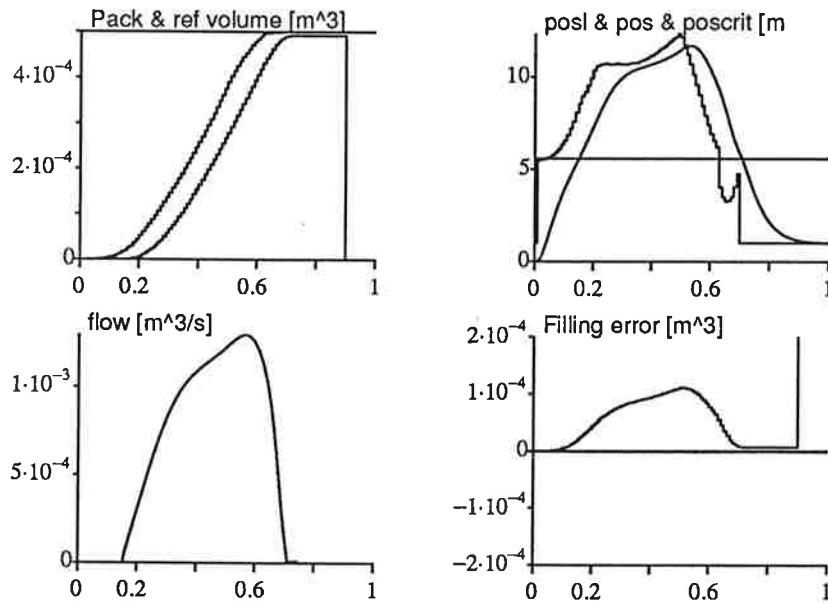 Pack & ref volume [m^3]
4·10⁻⁴
2·10⁻⁴
0
0 0.2 0.6 1
posl & pos & poscrit [m
10
5
0
0 0.2 0.6 1
flow [m^3/s]
1·10⁻³
5·10⁻⁴
0
0 0.2 0.6 1
Filling error [m^3]
2·10⁻⁴
1·10⁻⁴
0
−1·10⁻⁴
−2·10⁻⁴
0 0.2 0.6 1